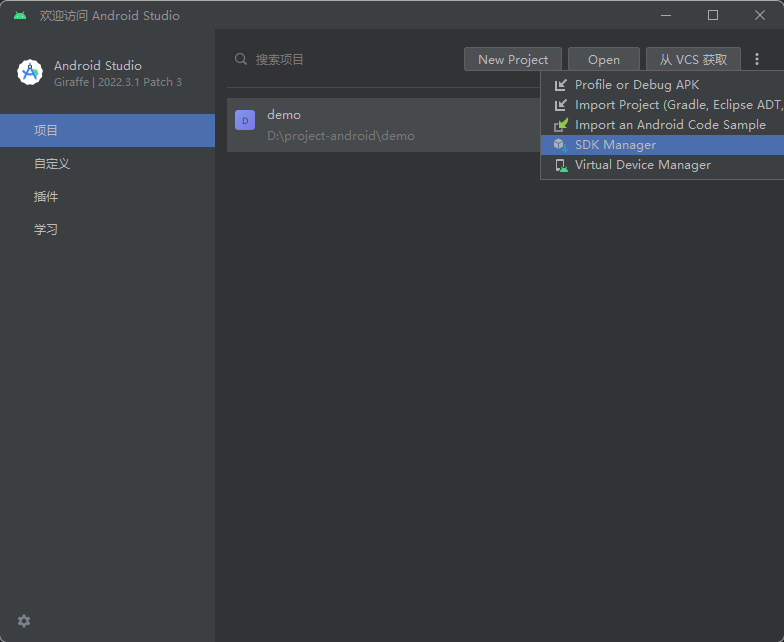 欢迎访问 Android Studio
Android Studio
Giraffe | 2022.3.1 Patch 3
项目
自定义
插件
学习
搜索项目
New Project
Open
从 VCS 获取
D
demo
D:\project-android\demo
Profile or Debug APK
Import Project (Gradle, Eclipse ADT,
Import an Android Code Sample
SDK Manager
Virtual Device Manager